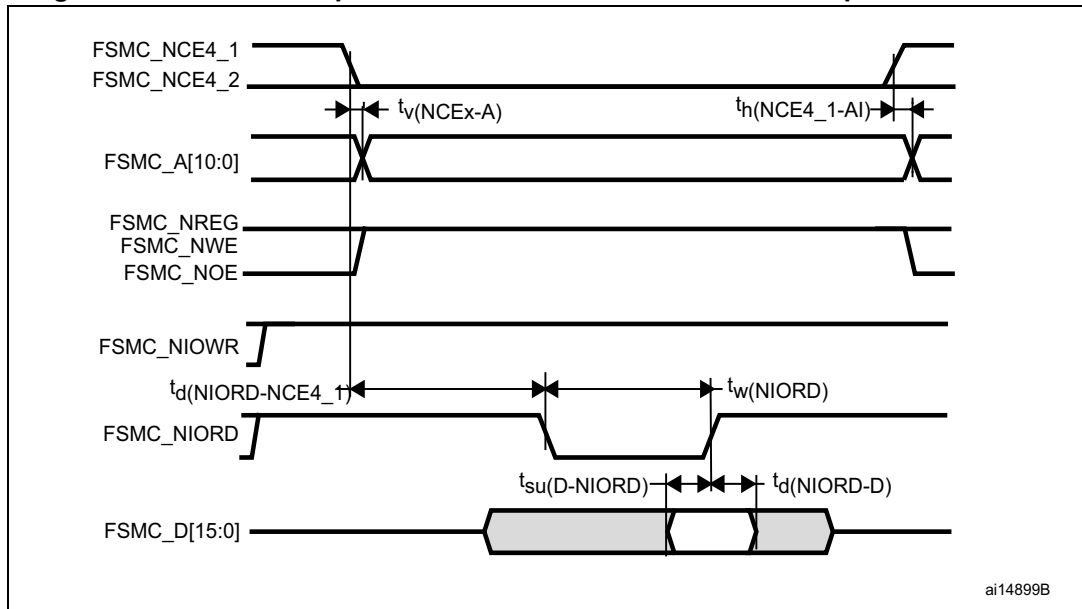 FSMC_NCE4_1
FSMC_NCE4_2
tv(NCEx-A)
th(NCE4_1-AI)
FSMC_A[10:0]
FSMC_NREG
FSMC_NWE
FSMC_NOE
FSMC_NIOWR
td(NIORD-NCE4_1)
tw(NIORD)
FSMC_NIORD
tsu(D-NIORD)
td(NIORD-D)
FSMC_D[15:0]
ai14899B